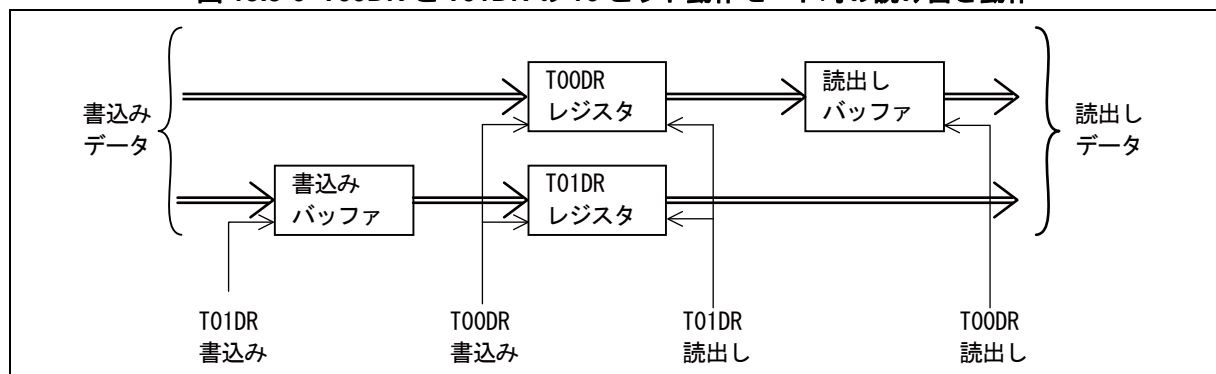 書込み
データ
T00DR
レジスタ
読出し
バッファ
読出し
データ
書込み
バッファ
T01DR
レジスタ
T01DR
書込み
T00DR
書込み
T01DR
読出し
T00DR
読出し